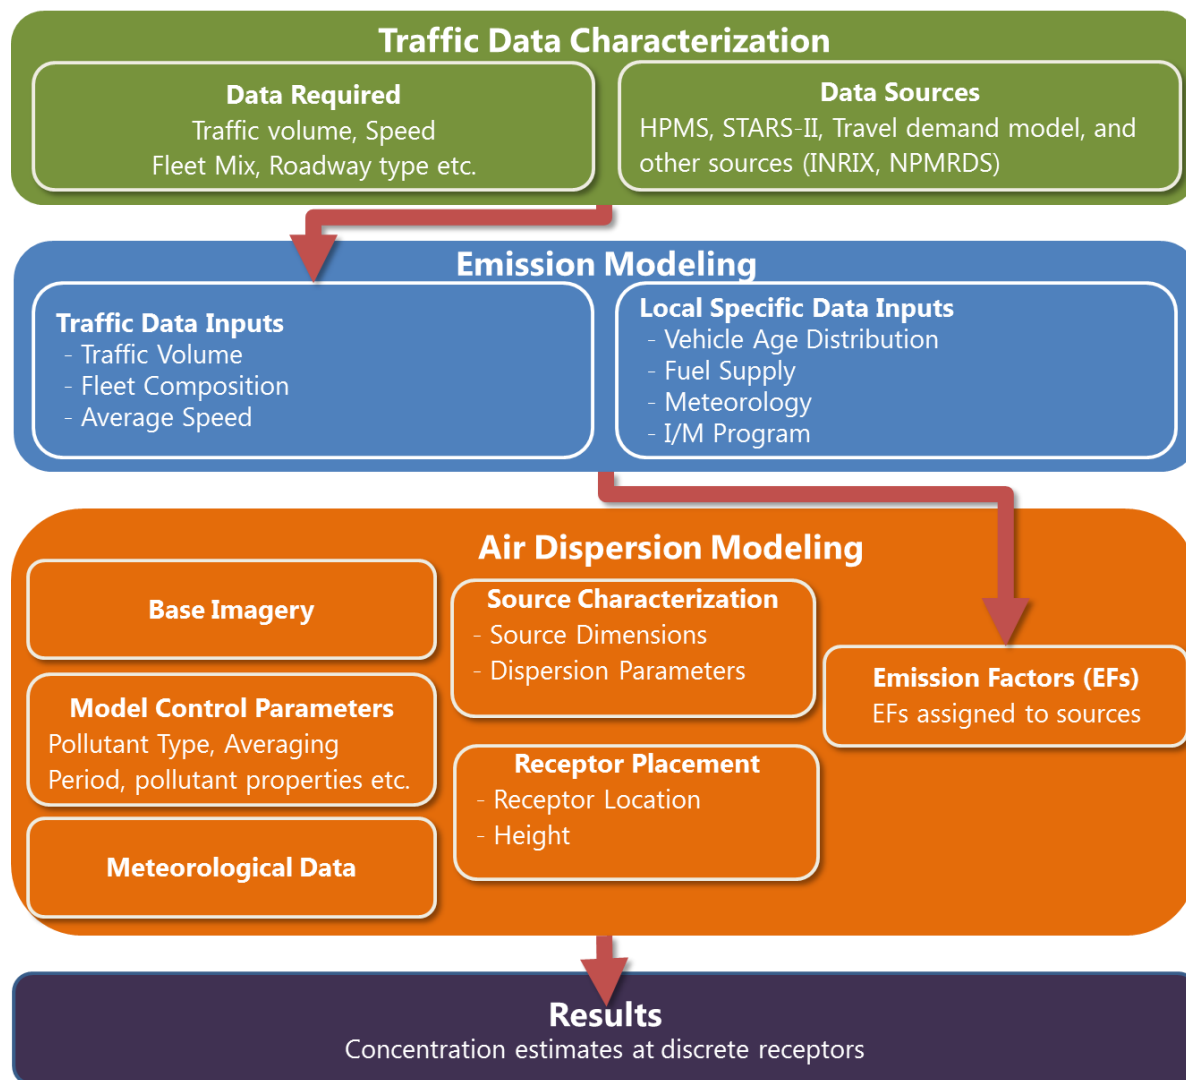 Traffic Data Characterization
Data Required
Traffic volume, Speed
Fleet Mix, Roadway type etc.
Data Sources
HPMS, STARS-II, Travel demand model, and
other sources (INRIX, NPMRDS)
Emission Modeling
Traffic Data Inputs
- Traffic Volume
- Fleet Composition
- Average Speed
Local Specific Data Inputs
- Vehicle Age Distribution
- Fuel Supply
- Meteorology
- I/M Program
Air Dispersion Modeling
Base Imagery
Model Control Parameters
Pollutant Type, Averaging
Period, pollutant properties etc.
Meteorological Data
Source Characterization
- Source Dimensions
- Dispersion Parameters
Receptor Placement
- Receptor Location
- Height
Emission Factors (EFs)
EFs assigned to sources
Results
Concentration estimates at discrete receptors